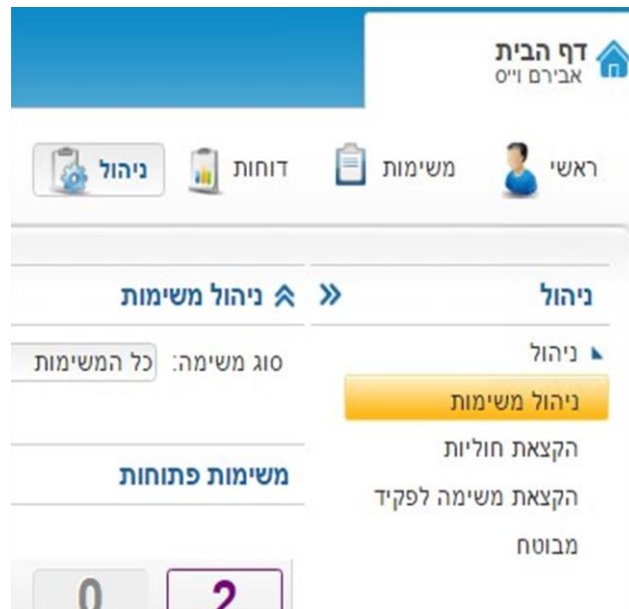 דף הבית
אבירם וייס
ראשי
משימות
דוחות
ניהול
ניהול
ניהול
ניהול משימות
הקצאת חוליות
הקצאת משימה לפקיד
מבוטח
ניהול משימות
סוג משימה: כל המשימות
משימות פתוחות
2
0